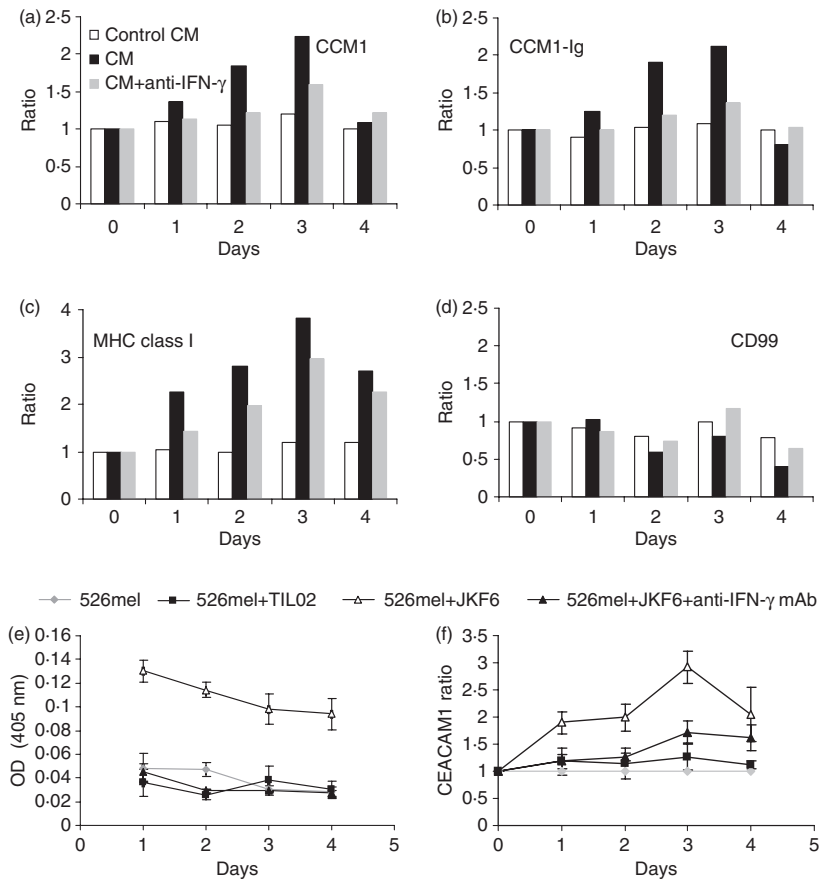 (a)
2·5
2
1·5
1
0·5
0
Ratio
Control CM
CM
CM+anti-IFN-γ
CCM1
0 1 2 3 4
Days
(b)
2·5
2
1·5
1
0·5
0
Ratio
CCM1-Ig
0 1 2 3 4
Days
(c)
4
3
2
1
0
Ratio
MHC class I
0 1 2 3 4
Days
(d)
2·5
2
1·5
1
0·5
0
Ratio
CD99
0 1 2 3 4
Days
526mel 526mel+TIL02 526mel+JKF6 526mel+JKF6+anti-IFN-γ mAb
(e)
0·16
0·14
0·12
0·1
0·08
0·06
0·04
0·02
0
OD (405 nm)
0 1 2 3 4 5
Days
(f)
3·5
3
2·5
2
1·5
1
0·5
0
CEACAM1 ratio
0 1 2 3 4 5
Days